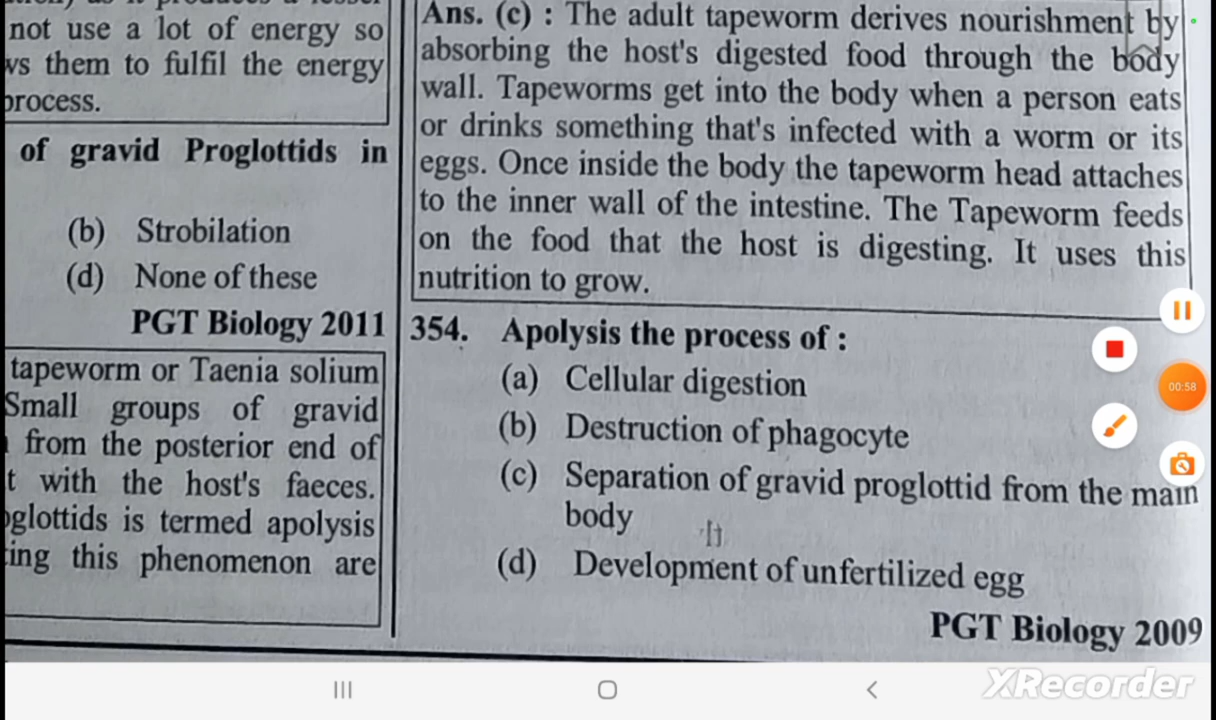 not use a lot of energy so
them to fulfil the energy
process.
of gravid Proglottids in
(b) Strobilation
(d) None of these
PGT Biology 2011
tapeworm or Taenia solium
Small groups of gravid
from the posterior end of
t with the host's faeces.
oglottids is termed apolysis
ing this phenomenon are
Ans. (c) : The adult tapeworm derives nourishment by
absorbing the host's digested food through the body
wall. Tapeworms get into the body when a person eats
or drinks something that's infected with a worm or its
eggs. Once inside the body the tapeworm head attaches
to the inner wall of the intestine. The Tapeworm feeds
on the food that the host is digesting. It uses this
nutrition to grow.
354. Apolysis the process of :
(a) Cellular digestion
(b) Destruction of phagocyte
(c) Separation of gravid proglottid from the main
body
(d) Development of unfertilized egg
PGT Biology 2009
00:58
XRecorder